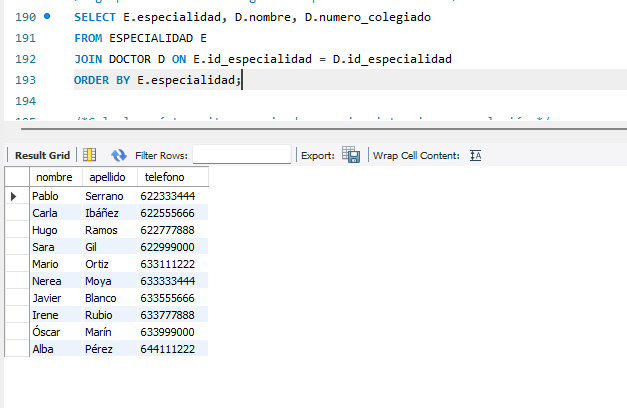 190 SELECT E.especialidad, D.nombre, D.numero_colegiado
191 FROM ESPECIALIDAD E
192 JOIN DOCTOR D ON E.id_especialidad = D.id_especialidad
193 ORDER BY E.especialidad;
194
Result Grid Filter Rows: Export: Wrap Cell Content: IA
nombre apellido telefono
Pablo Serrano 622333444
Carla Ibáñez 622555666
Hugo Ramos 622777888
Sara Gil 622999000
Mario Ortiz 633111222
Nerea Moya 633333444
Javier Blanco 633555666
Irene Rubio 633777888
Óscar Marín 633999000
Alba Pérez 644111222